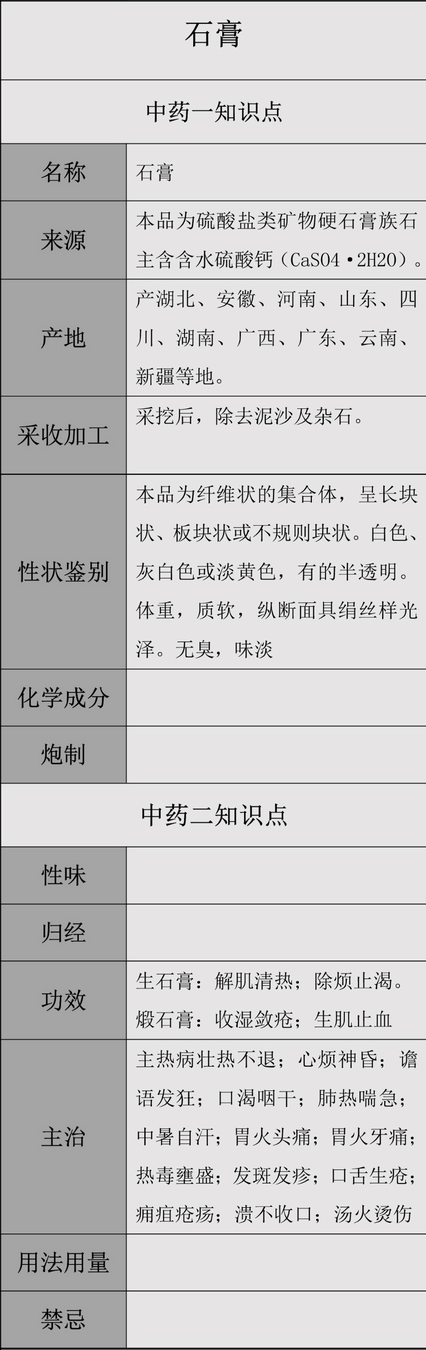 石膏
中药一知识点
名称
石膏
来源
本品为硫酸盐类矿物硬石膏族石
主含含水硫酸钙（CaSO4·2H2O）。
产地
产湖北、安徽、河南、山东、四
川、湖南、广西、广东、云南、
新疆等地。
采收加工
采挖后，除去泥沙及杂石。
性状鉴别
本品为纤维状的集合体，呈长块
状、板块状或不规则块状。白色、
灰白色或淡黄色，有的半透明。
体重，质软，纵断面具绢丝样光
泽。无臭，味淡
化学成分
炮制
中药二知识点
性味
归经
功效
生石膏：解肌清热；除烦止渴。
煅石膏：收湿敛疮；生肌止血
主治
主热病壮热不退；心烦神昏；谵
语发狂；口渴咽干；肺热喘急；
中暑自汗；胃火头痛；胃火牙痛；
热毒壅盛；发斑发疹；口舌生疮；
痈疽疮疡；溃不收口；汤火烫伤
用法用量
禁忌